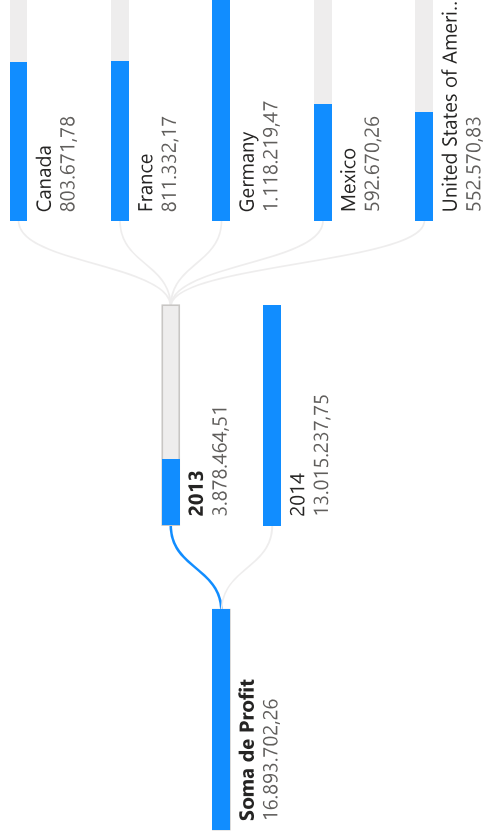 Soma de Profit
16.893.702,26
2013
3.878.464,51
2014
13.015.237,75
Canada
803.671,78
France
811.332,17
Germany
1.118.219,47
Mexico
592.670,26
United States of Ameri..
552.570,83